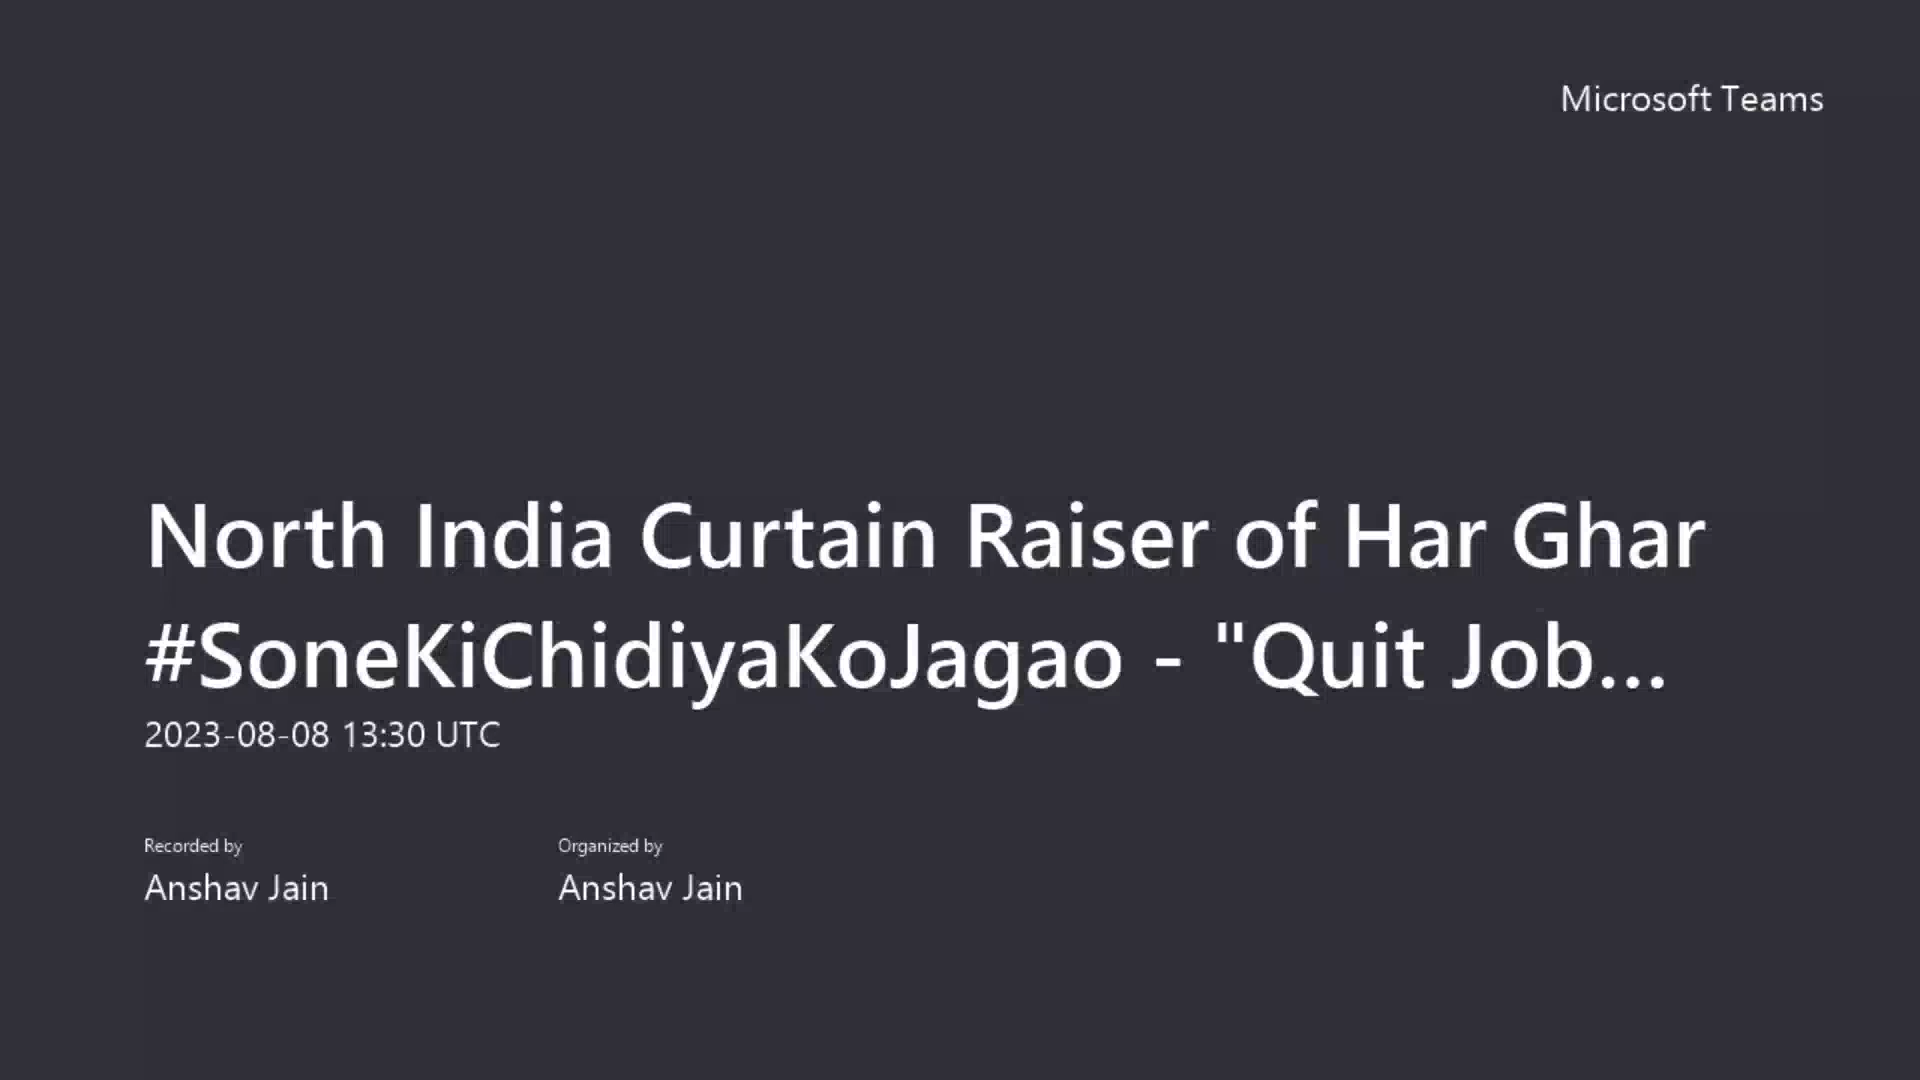 Microsoft Teams
North India Curtain Raiser of Har Ghar
#SoneKiChidiyaKoJagao - "Quit Job...
2023-08-08 13:30 UTC
Recorded by
Organized by
Anshav Jain
Anshav Jain